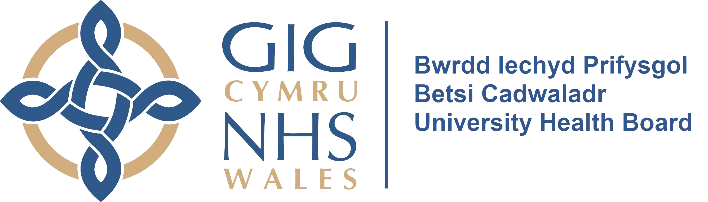 GIG
CYMRU
NHS
WALES
Bwrdd Iechyd Prifysgol
Betsi Cadwaladr
University Health Board